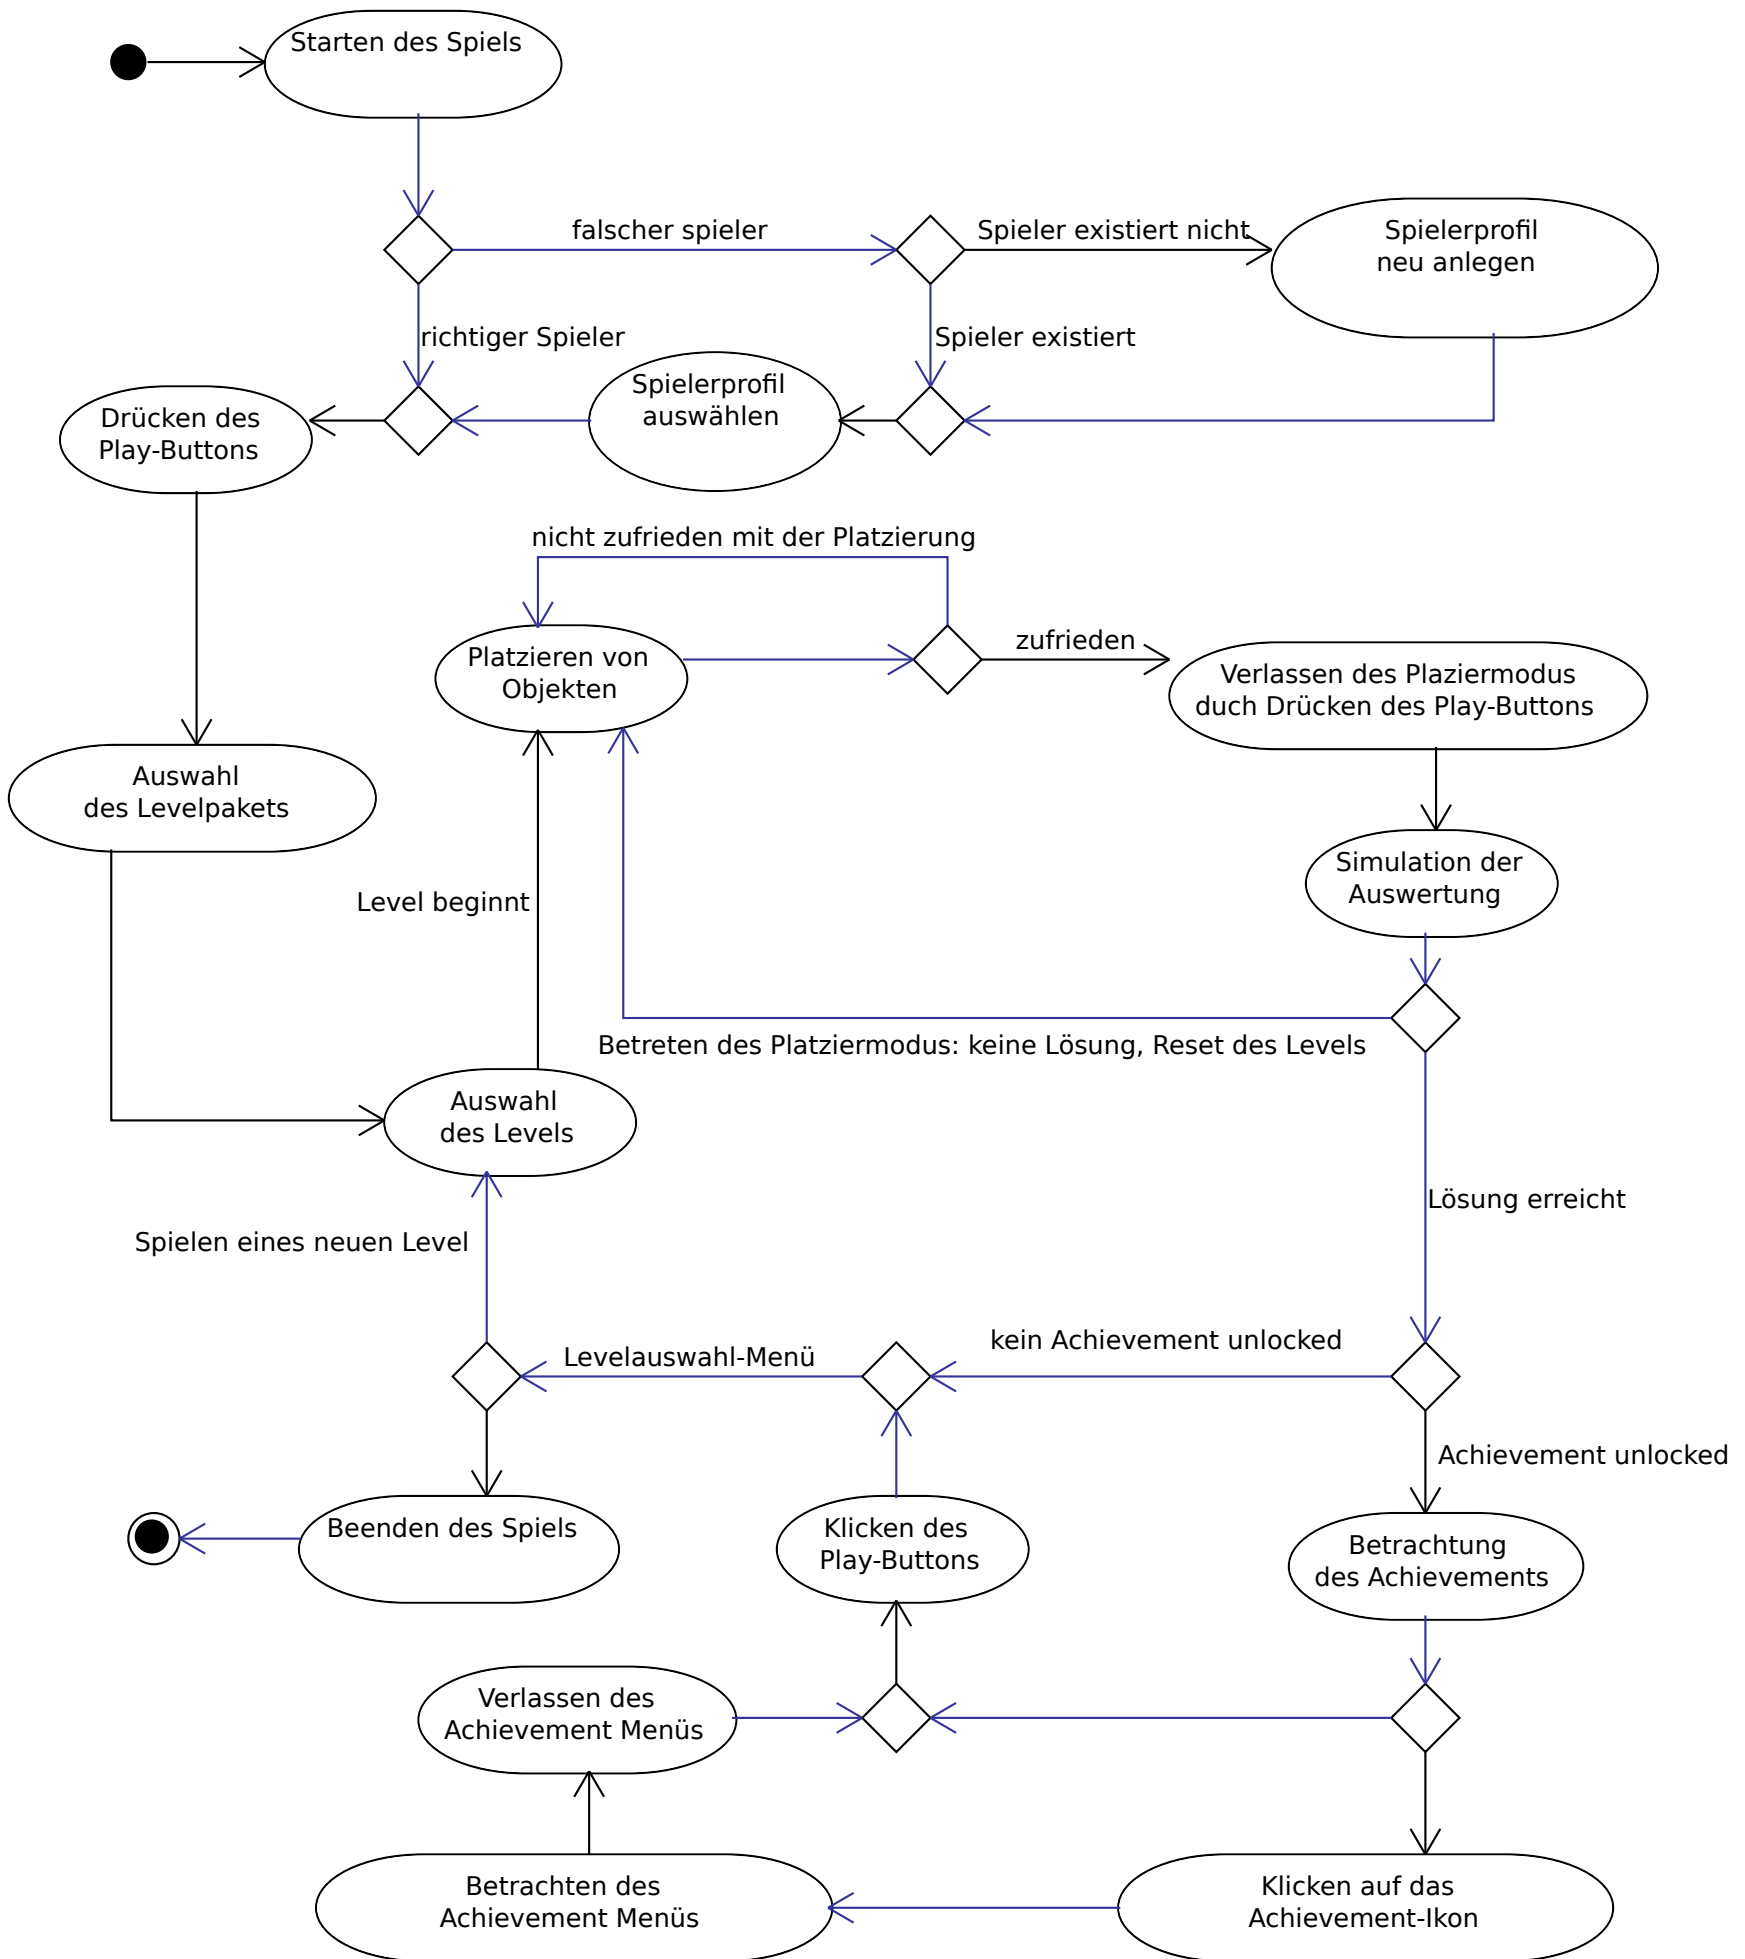 Starten des Spiels
falscher spieler
Spieler existiert nicht
Spielerprofil
neu anlegen
richtiger Spieler
Spieler existiert
Spielerprofil
auswählen
Drücken des
Play-Buttons
nicht zufrieden mit der Platzierung
zufrieden
Platzieren von
Objekten
Verlassen des Plaziermodus
duch Drücken des Play-Buttons
Auswahl
des Levelpakets
Simulation der
Auswertung
Level beginnt
Betreten des Platziermodus: keine Lösung, Reset des Levels
Auswahl
des Levels
Lösung erreicht
Spielen eines neuen Level
kein Achievement unlocked
Levelauswahl-Menü
Achievement unlocked
Beenden des Spiels
Klicken des
Play-Buttons
Betrachtung
des Achievements
Verlassen des
Achievement Menüs
Betrachten des
Achievement Menüs
Klicken auf das
Achievement-Ikon